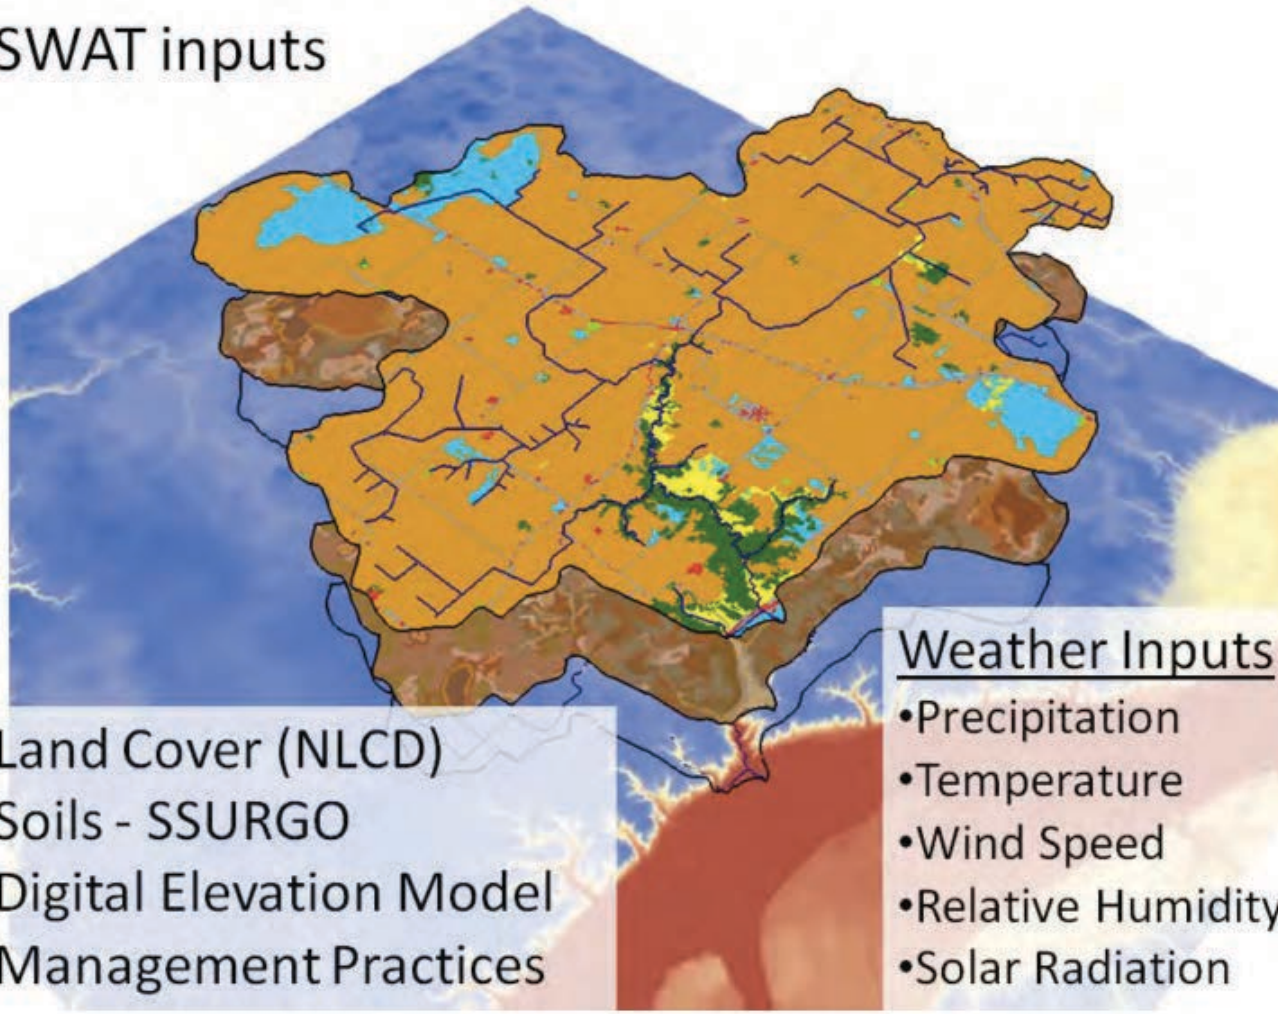 SWAT inputs
Land Cover (NLCD)
Soils - SSURGO
Digital Elevation Model
Management Practices
Weather Inputs
•Precipitation
•Temperature
•Wind Speed
•Relative Humidity
•Solar Radiation